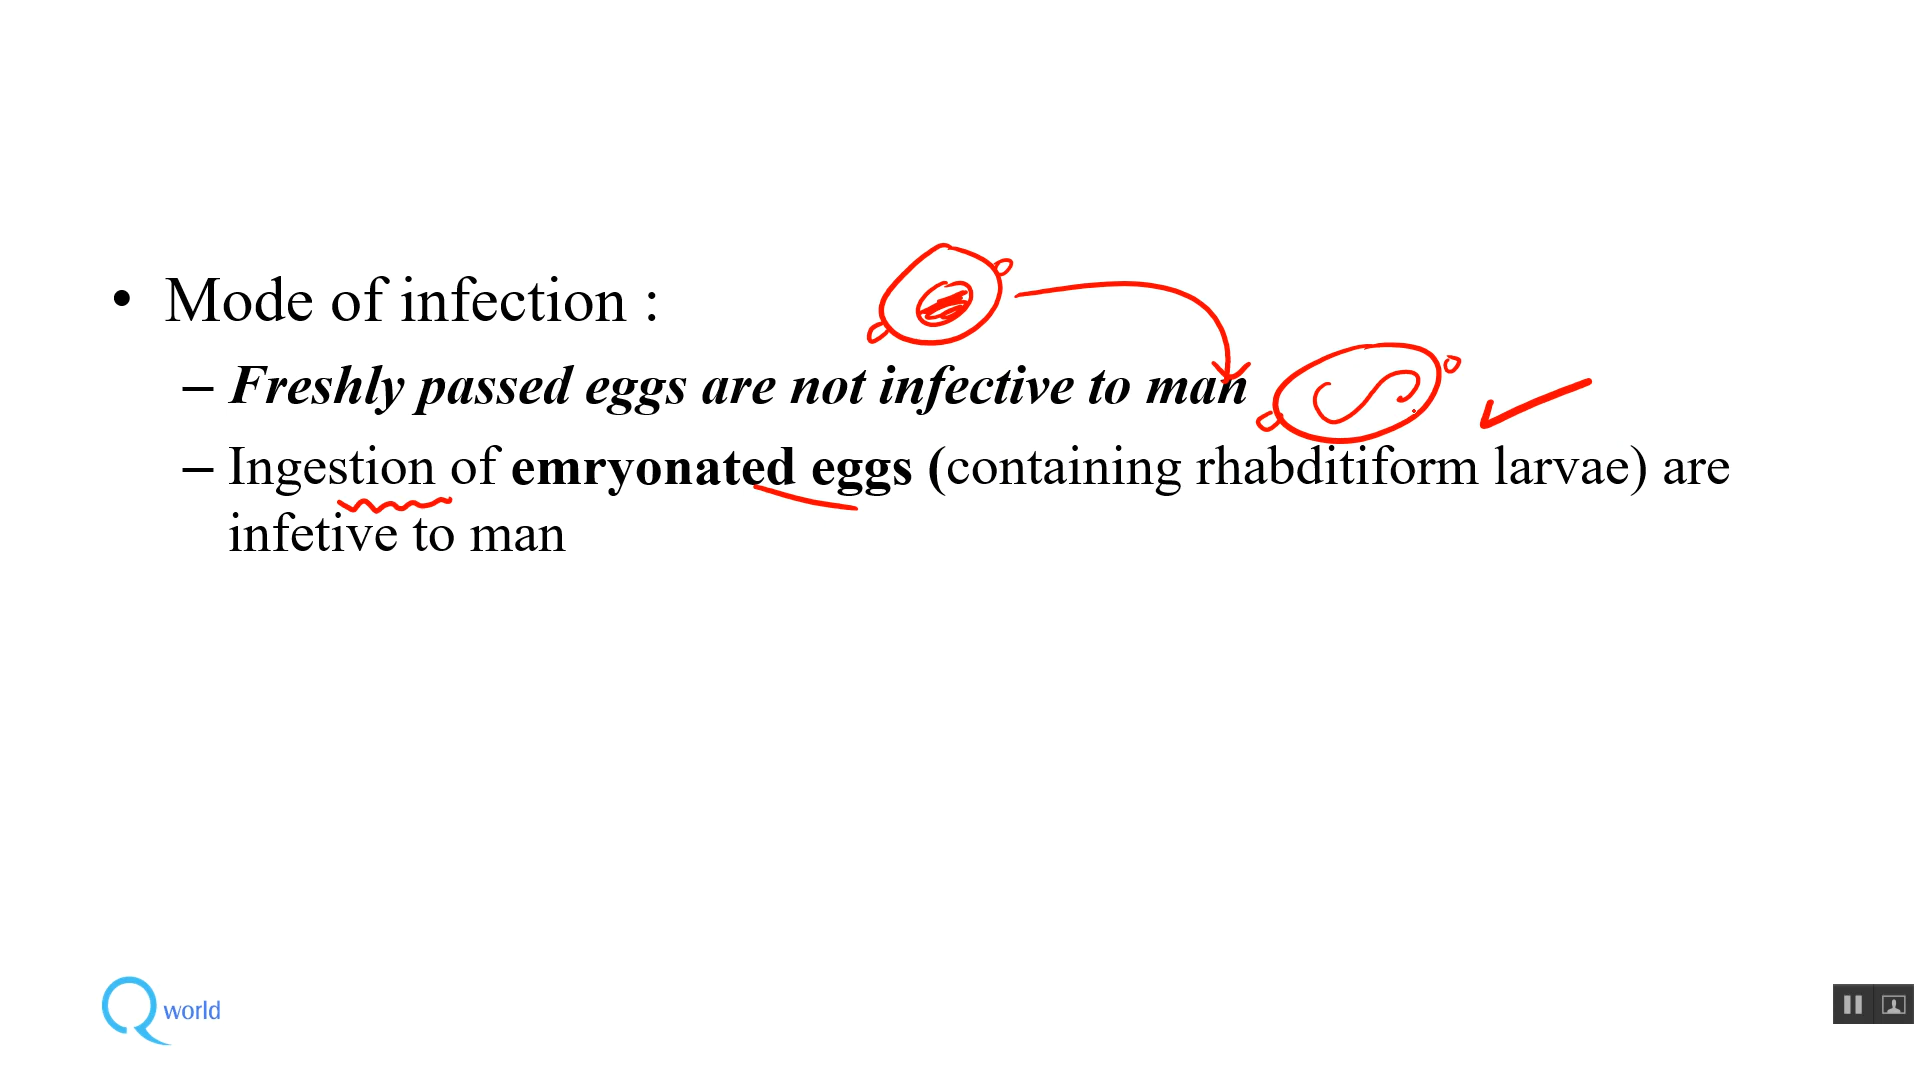 • Mode of infection :
– Freshly passed eggs are not infective to man
– Ingestion of emryonated eggs (containing rhabditiform larvae) are
infetive to man
Q world